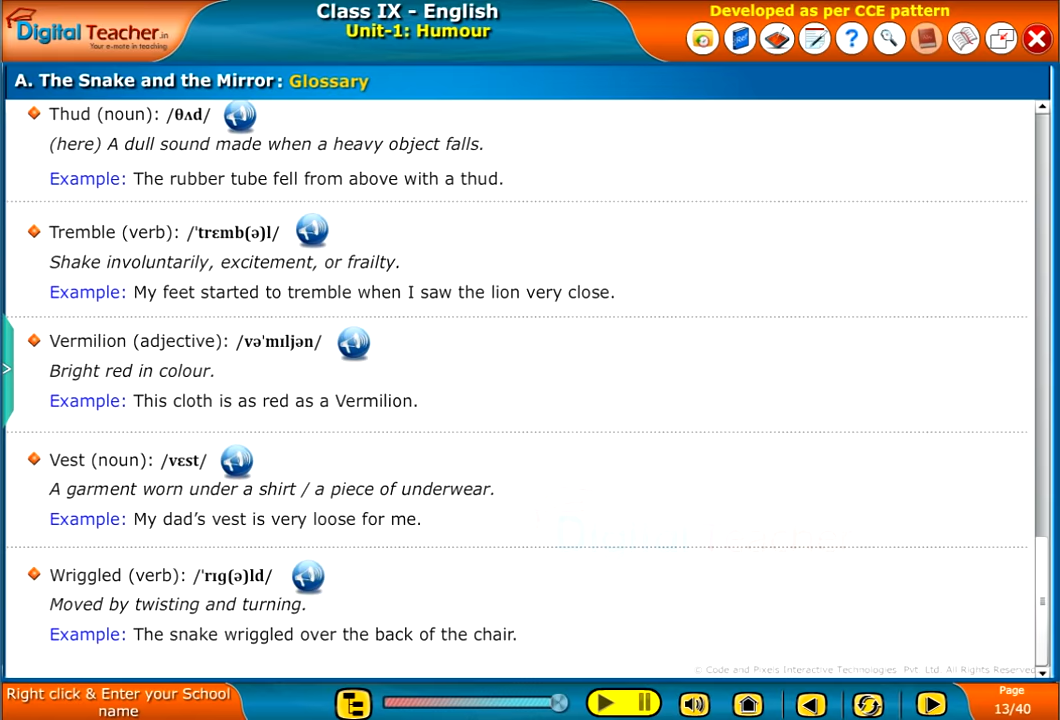 Digital Teacher.in
Your e-mate in teaching
Class IX - English
Unit-1: Humour
Developed as per CCE pattern
A. The Snake and the Mirror: Glossary
Thud (noun): /θʌd/
(here) A dull sound made when a heavy object falls.
Example: The rubber tube fell from above with a thud.
Tremble (verb): /ˈtrɛmb(ə)l/
Shake involuntarily, excitement, or frailty.
Example: My feet started to tremble when I saw the lion very close.
Vermilion (adjective): /vəˈmɪljən/
Bright red in colour.
Example: This cloth is as red as a Vermilion.
Vest (noun): /vɛst/
A garment worn under a shirt / a piece of underwear.
Example: My dad's vest is very loose for me.
Wriggled (verb): /ˈrɪɡ(ə)ld/
Moved by twisting and turning.
Example: The snake wriggled over the back of the chair.
© Code and Pixels Interactive Technologies. Pvt. Ltd. All Rights Reserved
Right click & Enter your School
name
Page
13/40